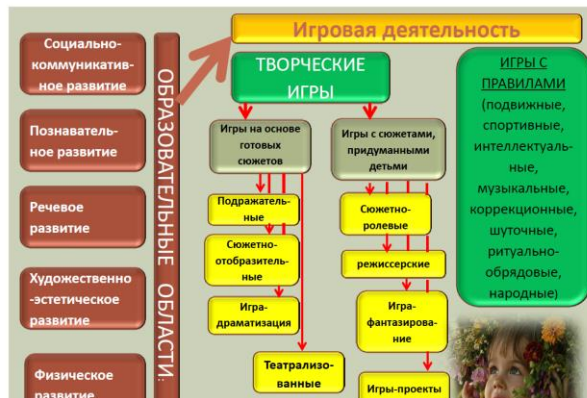 Социально-
коммуникатив-
ное развитие
Познаватель-
ное развитие
Речевое
развитие
Художественно
-эстетическое
развитие
Физическое
развитие
ОБРАЗОВАТЕЛЬНЫЕ ОБЛАСТИ:
Игровая деятельность
ТВОРЧЕСКИЕ
ИГРЫ
Игры на основе
готовых
сюжетов
Подражатель-
ные
Сюжетно-
отобразитель-
ные
Игра-
драматизация
Театрализо-
ванные
Игры с сюжетами,
придуманными
детьми
Сюжетно-
ролевые
режиссерские
Игра-
фантазирова-
ние
Игры-проекты
ИГРЫ С
ПРАВИЛАМИ
(подвижные,
спортивные,
интеллектуаль-
ные,
музыкальные,
коррекционные,
шуточные,
ритуально-
обрядовые,
народные)